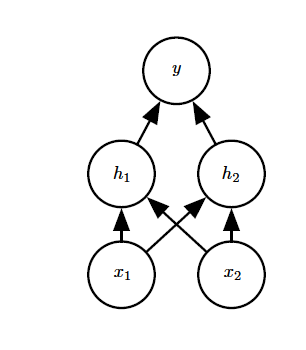 y
h₁ h₂
x₁ x₂